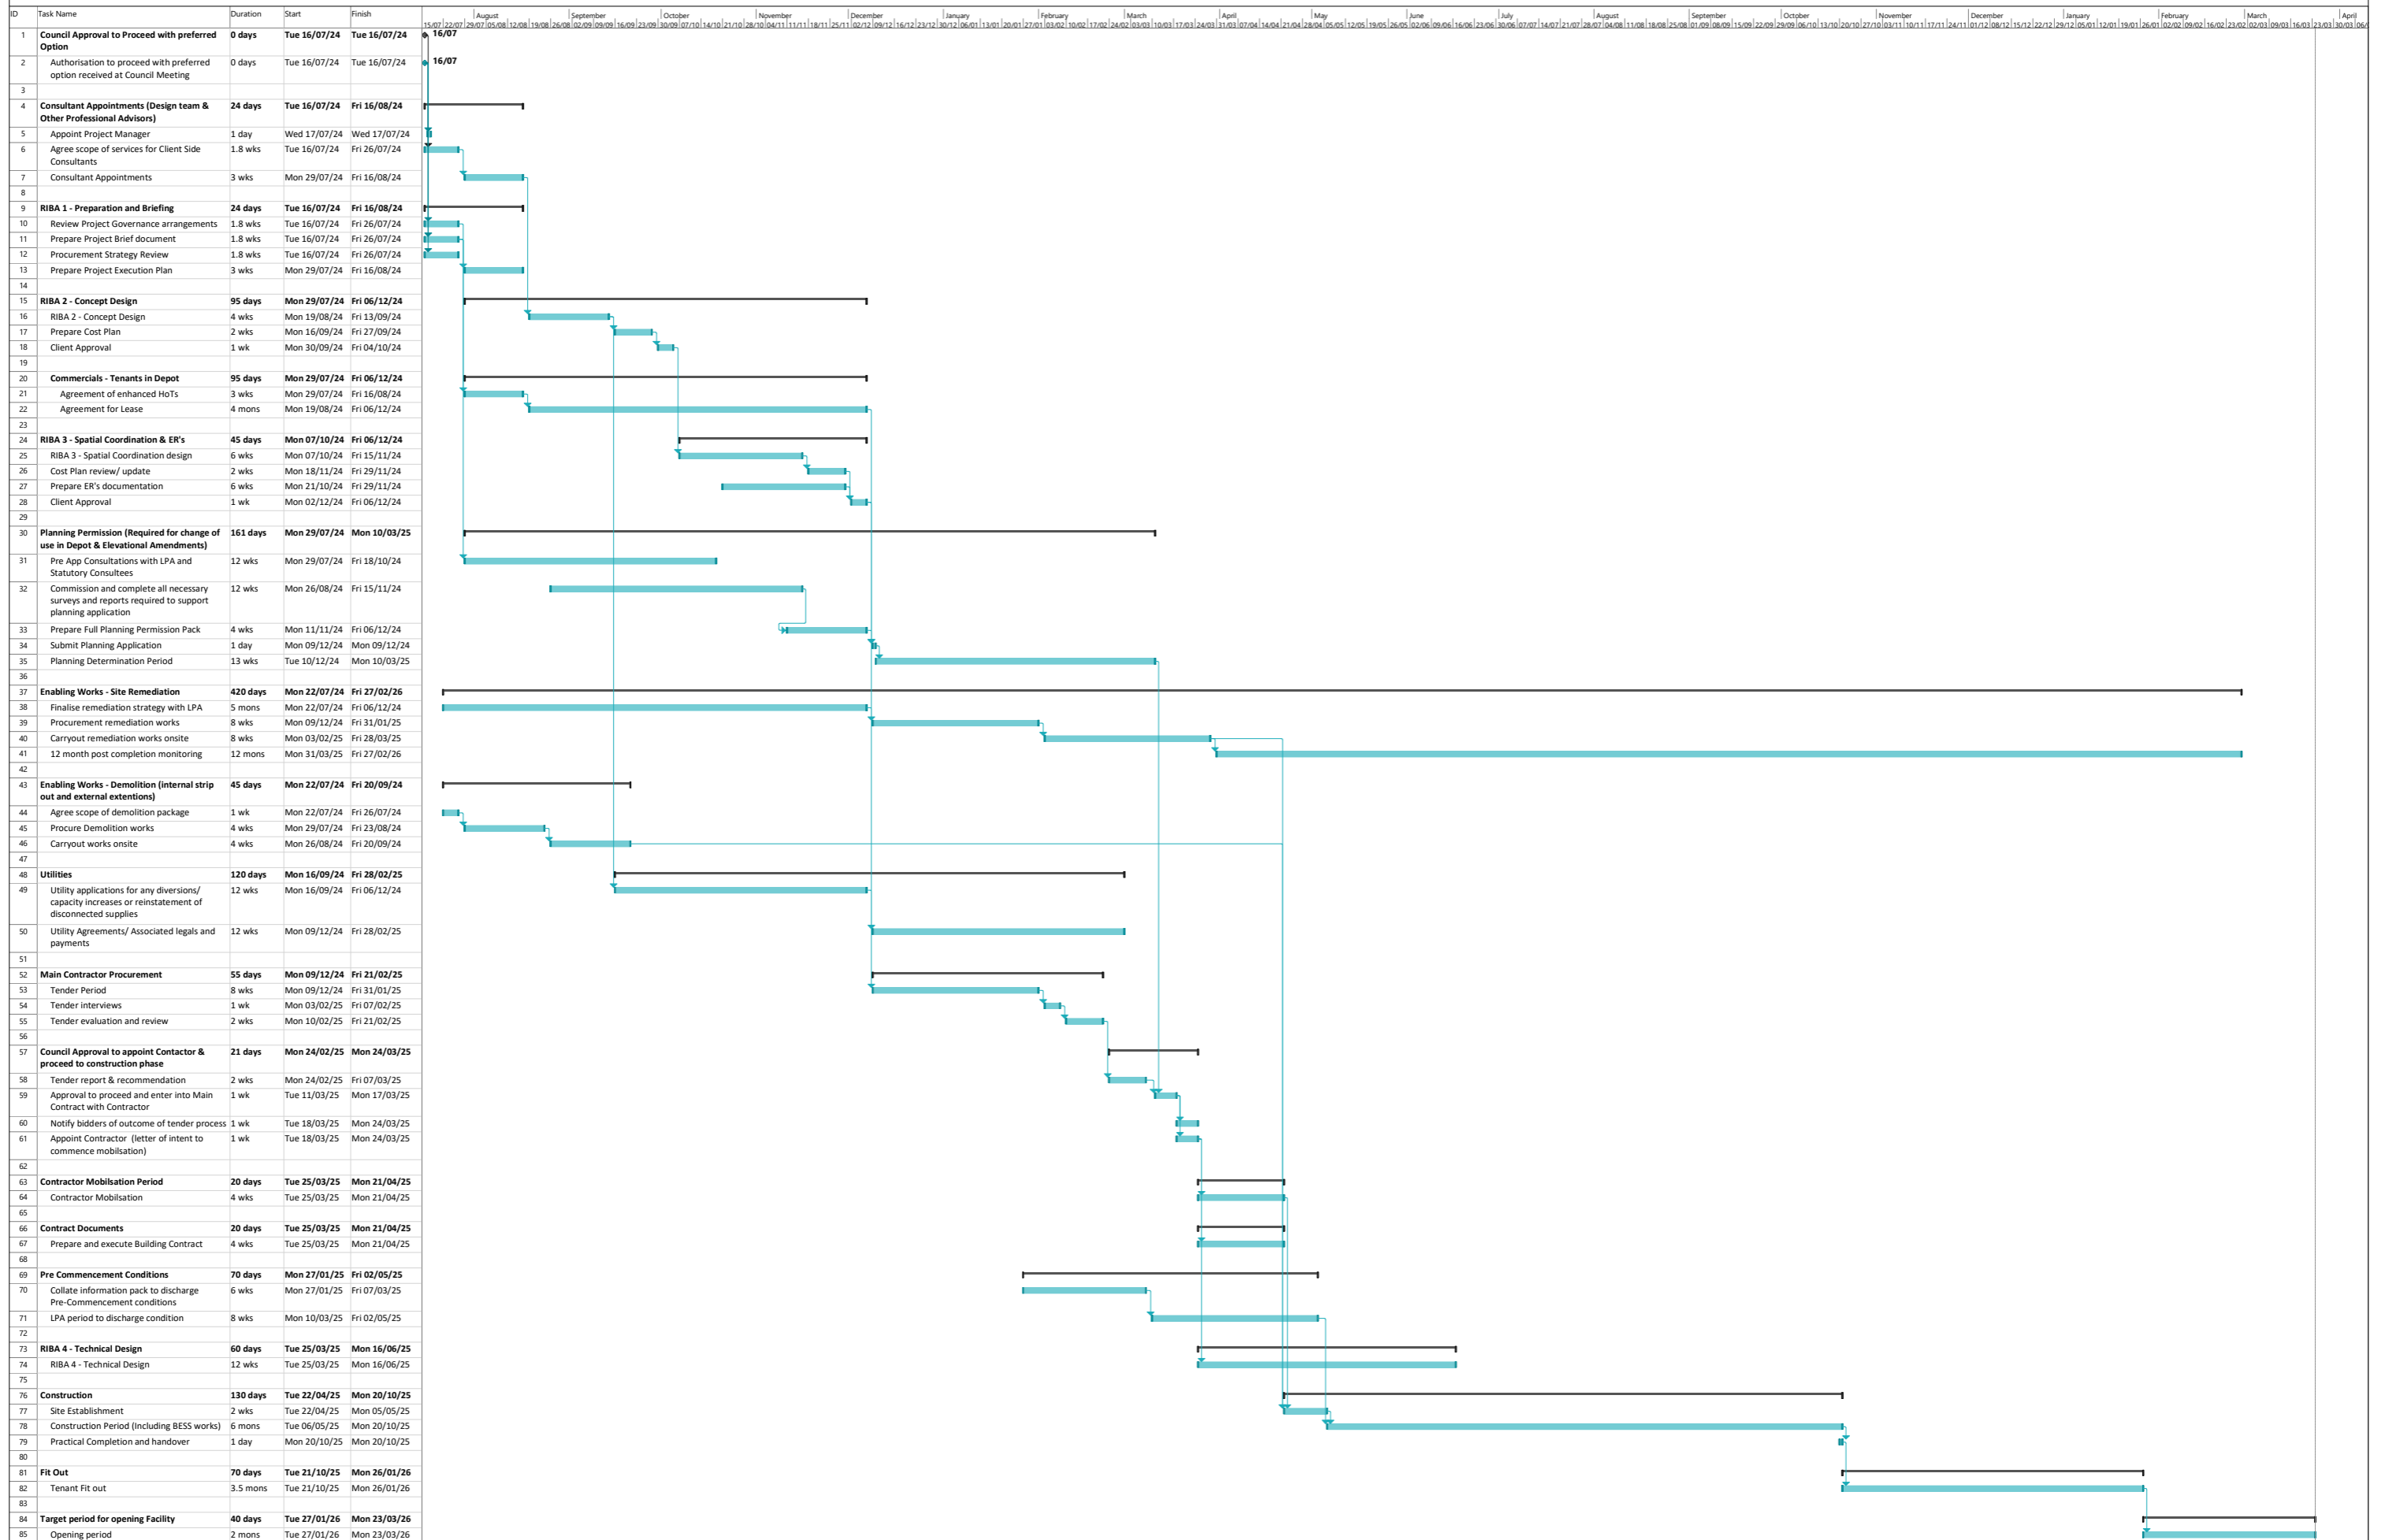 ID Task Name Duration Start Finish
August September October November December January February March April May June July August September October November December January February March April
1 Council Approval to Proceed with preferred 0 days Tue 16/07/24 Tue 16/07/24 16/07
Option
2 Authorisation to proceed with preferred 0 days Tue 16/07/24 Tue 16/07/24 16/07
option received at Council Meeting
3
4 Consultant Appointments (Design team & 24 days Tue 16/07/24 Fri 16/08/24
Other Professional Advisors)
5 Appoint Project Manager 1 day Wed 17/07/24 Wed 17/07/24
6 Agree scope of services for Client Side 1.8 wks Tue 16/07/24 Fri 26/07/24
Consultants
7 Consultant Appointments 3 wks Mon 29/07/24 Fri 16/08/24
8
9 RIBA 1 - Preparation and Briefing 24 days Tue 16/07/24 Fri 16/08/24
10 Review Project Governance arrangements 1.8 wks Tue 16/07/24 Fri 26/07/24
11 Prepare Project Brief document 1.8 wks Tue 16/07/24 Fri 26/07/24
12 Procurement Strategy Review 1.8 wks Tue 16/07/24 Fri 26/07/24
13 Prepare Project Execution Plan 3 wks Mon 29/07/24 Fri 16/08/24
14
15 RIBA 2 - Concept Design 95 days Mon 29/07/24 Fri 06/12/24
16 RIBA 2 - Concept Design 4 wks Mon 19/08/24 Fri 13/09/24
17 Prepare Cost Plan 2 wks Mon 16/09/24 Fri 27/09/24
18 Client Approval 1 wk Mon 30/09/24 Fri 04/10/24
19
20 Commercials - Tenants in Depot 95 days Mon 29/07/24 Fri 06/12/24
21 Agreement of enhanced HoTs 3 wks Mon 29/07/24 Fri 16/08/24
22 Agreement for Lease 4 mons Mon 19/08/24 Fri 06/12/24
23
24 RIBA 3 - Spatial Coordination & ER's 45 days Mon 07/10/24 Fri 06/12/24
25 RIBA 3 - Spatial Coordination design 6 wks Mon 07/10/24 Fri 15/11/24
26 Cost Plan review/ update 2 wks Mon 18/11/24 Fri 29/11/24
27 Prepare ER's documentation 6 wks Mon 21/10/24 Fri 29/11/24
28 Client Approval 1 wk Mon 02/12/24 Fri 06/12/24
29
30 Planning Permission (Required for change of 161 days Mon 29/07/24 Mon 10/03/25
use in Depot & Elevational Amendments)
31 Pre App Consultations with LPA and 12 wks Mon 29/07/24 Fri 18/10/24
Statutory Consultees
32 Commission and complete all necessary 12 wks Mon 26/08/24 Fri 15/11/24
surveys and reports required to support
planning application
33 Prepare Full Planning Permission Pack 4 wks Mon 11/11/24 Fri 06/12/24
34 Submit Planning Application 1 day Mon 09/12/24 Mon 09/12/24
35 Planning Determination Period 13 wks Tue 10/12/24 Mon 10/03/25
36
37 Enabling Works - Site Remediation 420 days Mon 22/07/24 Fri 27/02/26
38 Finalise remediation strategy with LPA 5 mons Mon 22/07/24 Fri 06/12/24
39 Procurement remediation works 8 wks Mon 09/12/24 Fri 31/01/25
40 Carryout remediation works onsite 8 wks Mon 03/02/25 Fri 28/03/25
41 12 month post completion monitoring 12 mons Mon 31/03/25 Fri 27/02/26
42
43 Enabling Works - Demolition (internal strip 45 days Mon 22/07/24 Fri 20/09/24
out and external extentions)
44 Agree scope of demolition package 1 wk Mon 22/07/24 Fri 26/07/24
45 Procure Demolition works 4 wks Mon 29/07/24 Fri 23/08/24
46 Carryout works onsite 4 wks Mon 26/08/24 Fri 20/09/24
47
48 Utilities 120 days Mon 16/09/24 Fri 28/02/25
49 Utility applications for any diversions/ 12 wks Mon 16/09/24 Fri 06/12/24
capacity increases or reinstatement of
disconnected supplies
50 Utility Agreements/ Associated legals and 12 wks Mon 09/12/24 Fri 28/02/25
payments
51
52 Main Contractor Procurement 55 days Mon 09/12/24 Fri 21/02/25
53 Tender Period 8 wks Mon 09/12/24 Fri 31/01/25
54 Tender interviews 1 wk Mon 03/02/25 Fri 07/02/25
55 Tender evaluation and review 2 wks Mon 10/02/25 Fri 21/02/25
56
57 Council Approval to appoint Contactor & 21 days Mon 24/02/25 Mon 24/03/25
proceed to construction phase
58 Tender report & recommendation 2 wks Mon 24/02/25 Fri 07/03/25
59 Approval to proceed and enter into Main 1 wk Tue 11/03/25 Mon 17/03/25
Contract with Contractor
60 Notify bidders of outcome of tender process 1 wk Tue 18/03/25 Mon 24/03/25
61 Appoint Contractor (letter of intent to 1 wk Tue 18/03/25 Mon 24/03/25
commence mobilsation)
62
63 Contractor Mobilsation Period 20 days Tue 25/03/25 Mon 21/04/25
64 Contractor Mobilsation 4 wks Tue 25/03/25 Mon 21/04/25
65
66 Contract Documents 20 days Tue 25/03/25 Mon 21/04/25
67 Prepare and execute Building Contract 4 wks Tue 25/03/25 Mon 21/04/25
68
69 Pre Commencement Conditions 70 days Mon 27/01/25 Fri 02/05/25
70 Collate information pack to discharge 6 wks Mon 27/01/25 Fri 07/03/25
Pre-Commencement conditions
71 LPA period to discharge condition 8 wks Mon 10/03/25 Fri 02/05/25
72
73 RIBA 4 - Technical Design 60 days Tue 25/03/25 Mon 16/06/25
74 RIBA 4 - Technical Design 12 wks Tue 25/03/25 Mon 16/06/25
75
76 Construction 130 days Tue 22/04/25 Mon 20/10/25
77 Site Establishment 2 wks Tue 22/04/25 Mon 05/05/25
78 Construction Period (Including BESS works) 6 mons Tue 06/05/25 Mon 20/10/25
79 Practical Completion and handover 1 day Mon 20/10/25 Mon 20/10/25
80
81 Fit Out 70 days Tue 21/10/25 Mon 26/01/26
82 Tenant Fit out 3.5 mons Tue 21/10/25 Mon 26/01/26
83
84 Target period for opening Facility 40 days Tue 27/01/26 Mon 23/03/26
85 Opening period 2 mons Tue 27/01/26 Mon 23/03/26